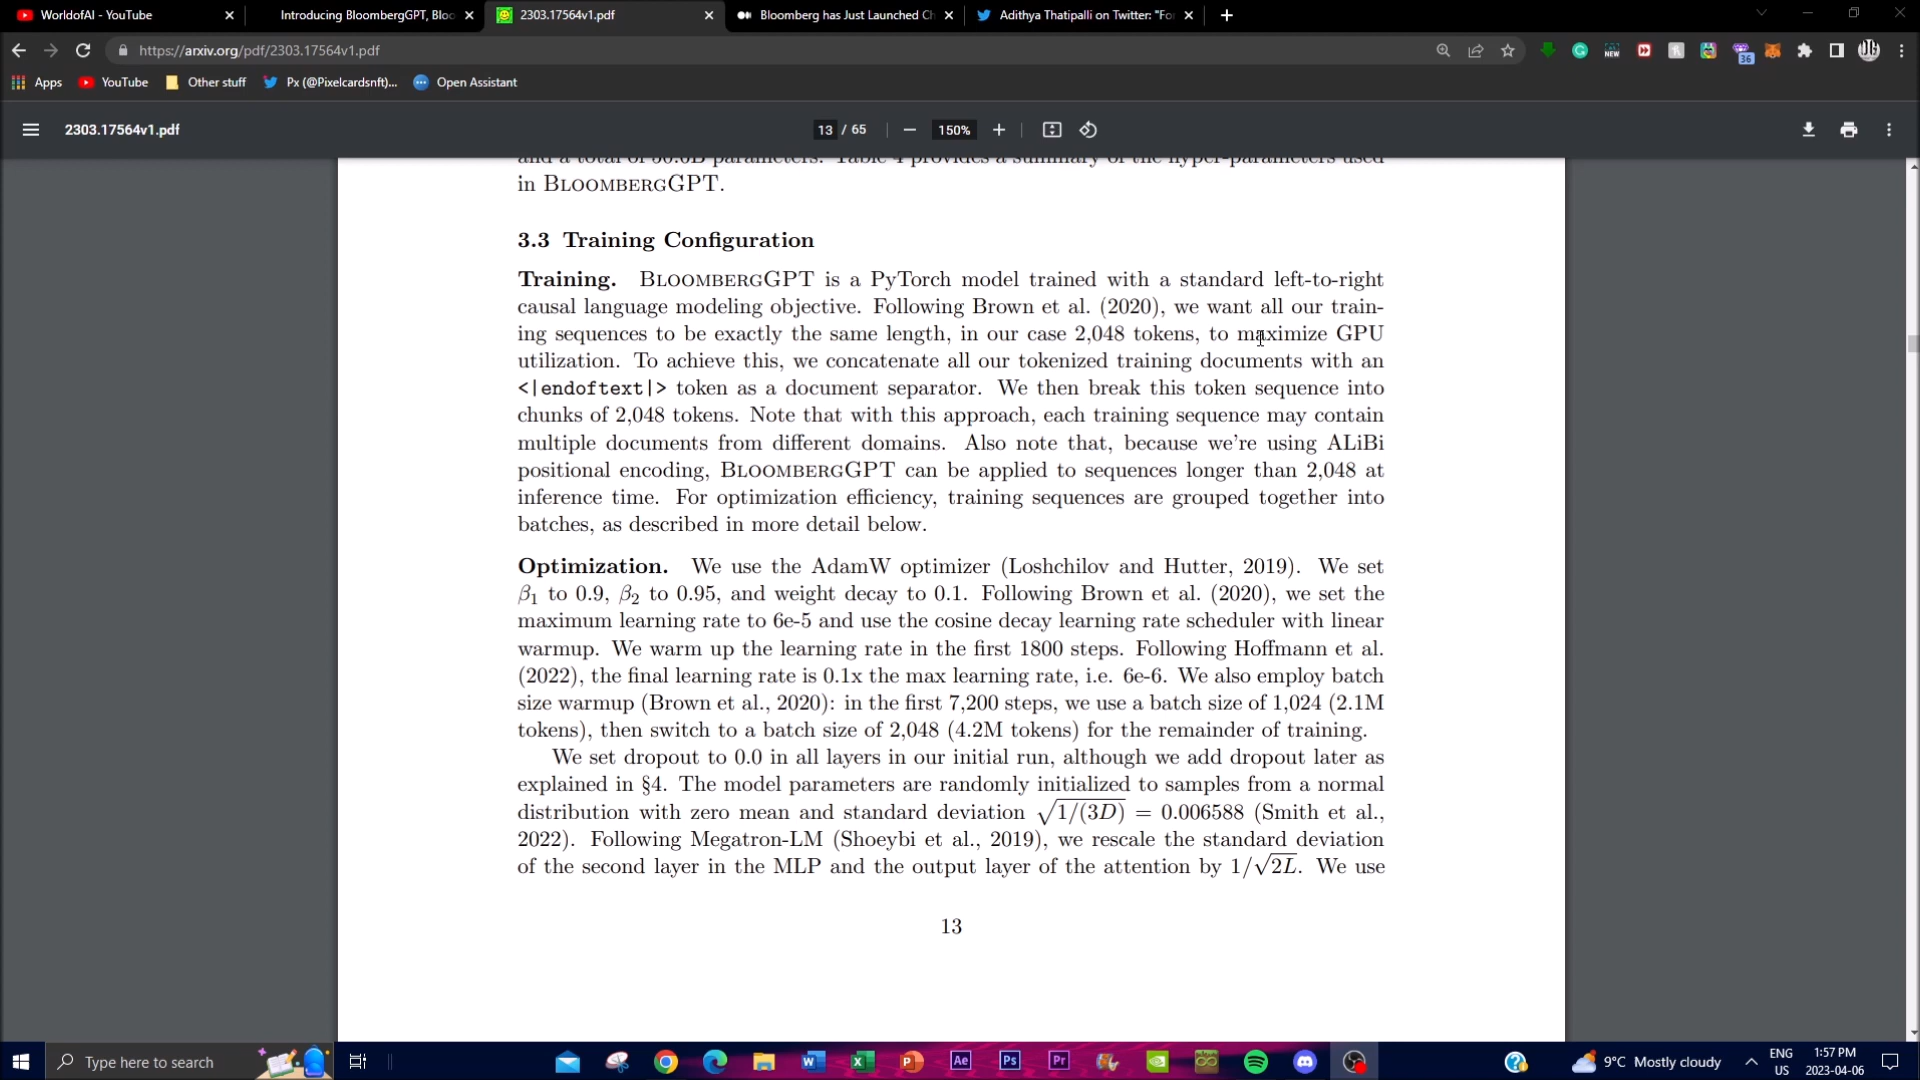 WorldofAI - YouTube
Introducing BloombergGPT, Bloo
2303.17564v1.pdf
Bloomberg has Just Launched Ch
Adithya Thatipalli on Twitter: "Fo
https://arxiv.org/pdf/2303.17564v1.pdf
NEW
36
Apps
YouTube
Other stuff
Px (@Pixelcardsnft)...
Open Assistant
2303.17564v1.pdf
13 / 65
150%
and a total of 50.6B parameters. Table 4 provides a summary of the hyper-parameters used
in BLOOMBERGGPT.
3.3 Training Configuration
Training. BLOOMBERGGPT is a PyTorch model trained with a standard left-to-right
causal language modeling objective. Following Brown et al. (2020), we want all our train-
ing sequences to be exactly the same length, in our case 2,048 tokens, to maximize GPU
utilization. To achieve this, we concatenate all our tokenized training documents with an
<|endoftext|> token as a document separator. We then break this token sequence into
chunks of 2,048 tokens. Note that with this approach, each training sequence may contain
multiple documents from different domains. Also note that, because we're using ALiBi
positional encoding, BLOOMBERGGPT can be applied to sequences longer than 2,048 at
inference time. For optimization efficiency, training sequences are grouped together into
batches, as described in more detail below.
Optimization. We use the AdamW optimizer (Loshchilov and Hutter, 2019). We set
β₁ to 0.9, β₂ to 0.95, and weight decay to 0.1. Following Brown et al. (2020), we set the
maximum learning rate to 6e-5 and use the cosine decay learning rate scheduler with linear
warmup. We warm up the learning rate in the first 1800 steps. Following Hoffmann et al.
(2022), the final learning rate is 0.1x the max learning rate, i.e. 6e-6. We also employ batch
size warmup (Brown et al., 2020): in the first 7,200 steps, we use a batch size of 1,024 (2.1M
tokens), then switch to a batch size of 2,048 (4.2M tokens) for the remainder of training.
We set dropout to 0.0 in all layers in our initial run, although we add dropout later as
explained in §4. The model parameters are randomly initialized to samples from a normal
distribution with zero mean and standard deviation √1/(3D) = 0.006588 (Smith et al.,
2022). Following Megatron-LM (Shoeybi et al., 2019), we rescale the standard deviation
of the second layer in the MLP and the output layer of the attention by 1/√2L. We use
13
Type here to search
Ae
Ps
Pr
9°C Mostly cloudy
ENG
US
1:57 PM
2023-04-06